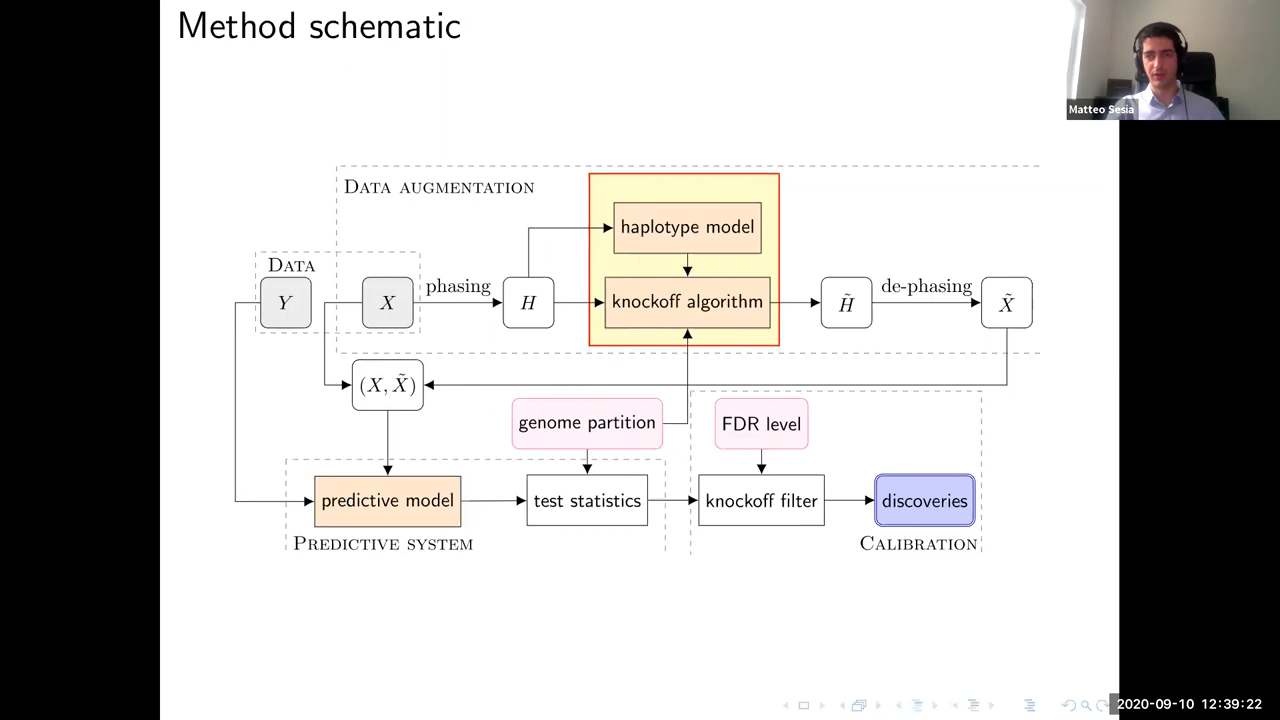 Method schematic
Matteo Sesia
DATA AUGMENTATION
haplotype model
DATA
phasing
de-phasing
Y
X
H
knockoff algorithm
H̃
X̃
(X, X̃)
genome partition
FDR level
predictive model
test statistics
knockoff filter
discoveries
PREDICTIVE SYSTEM
CALIBRATION
2020-09-10 12:39:22